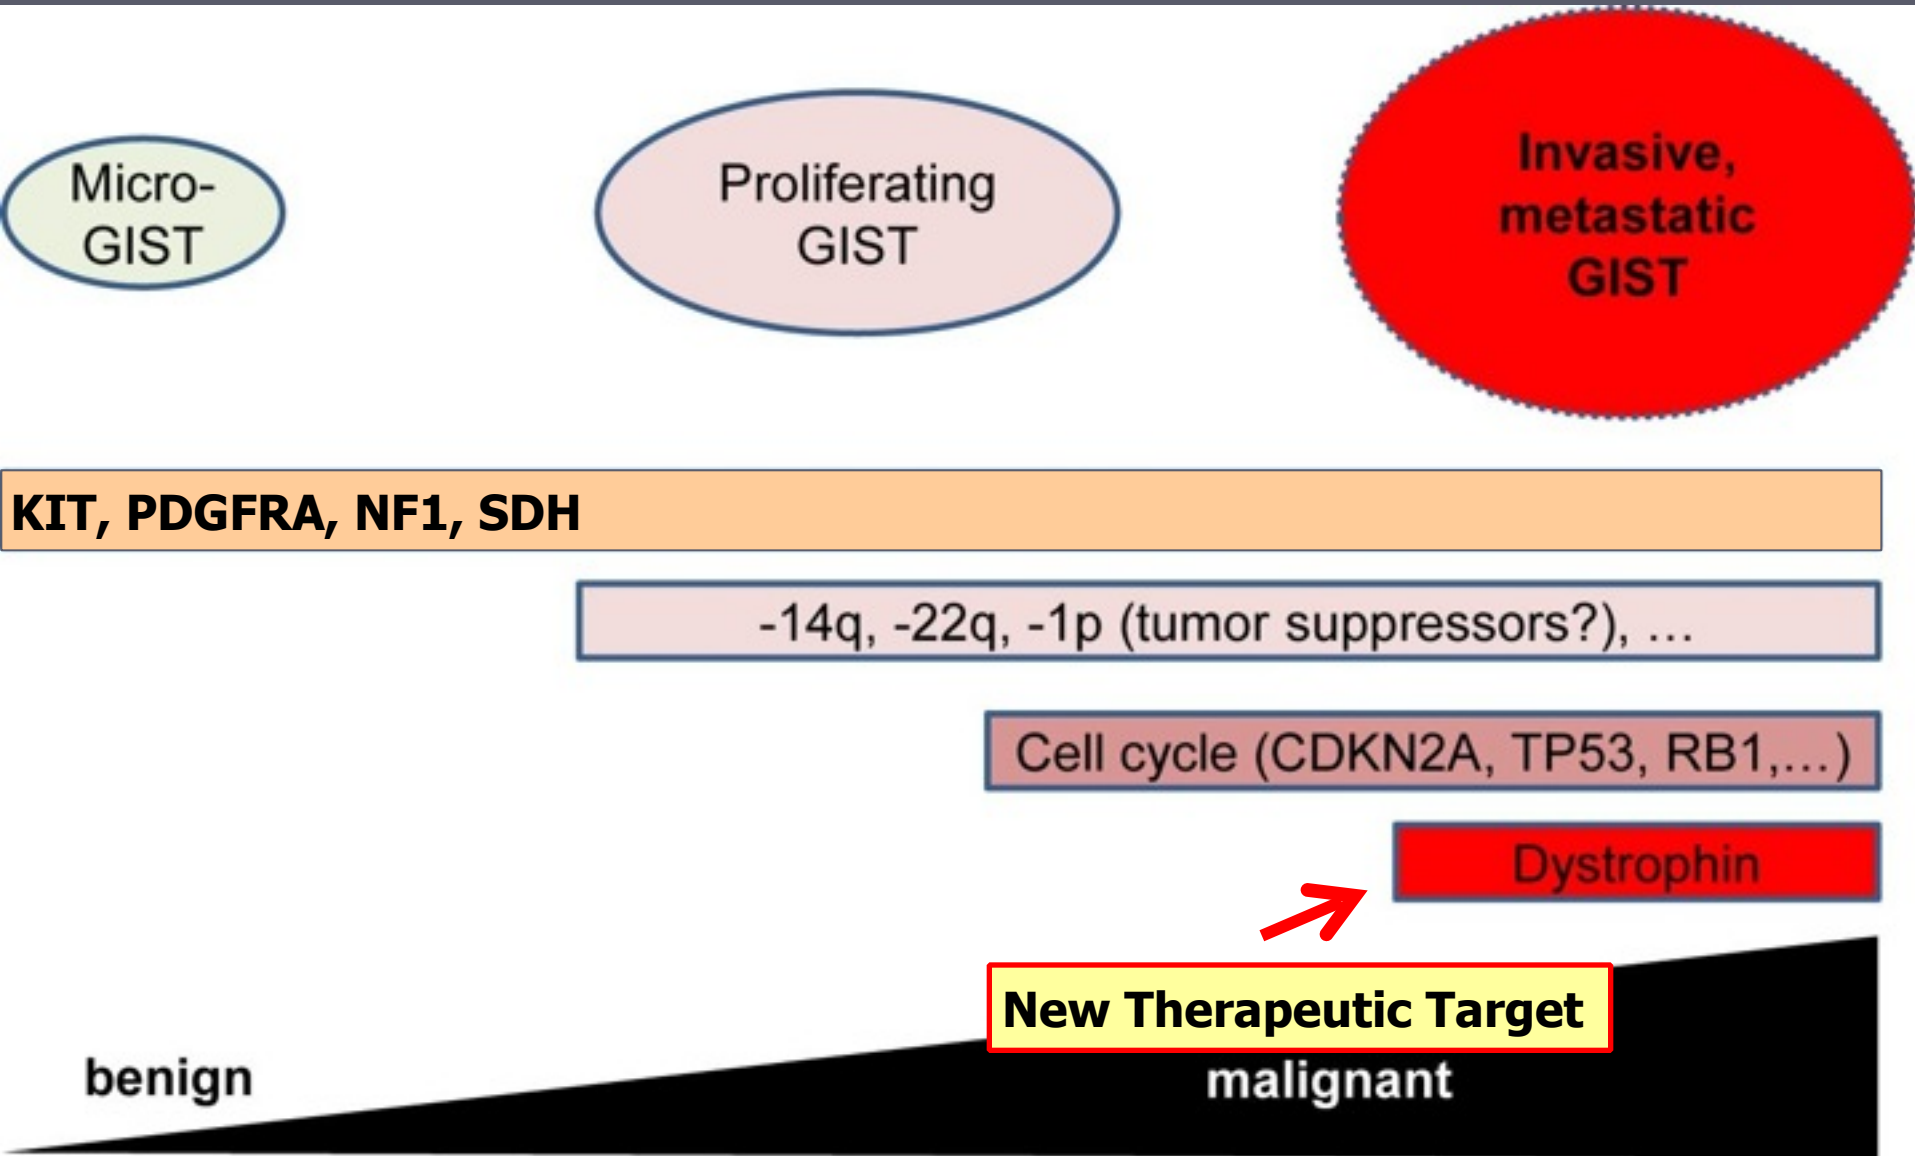 Micro-
GIST
Proliferating
GIST
Invasive,
metastatic
GIST
KIT, PDGFRA, NF1, SDH
-14q, -22q, -1p (tumor suppressors?), ...
Cell cycle (CDKN2A, TP53, RB1,...)
Dystrophin
New Therapeutic Target
benign
malignant